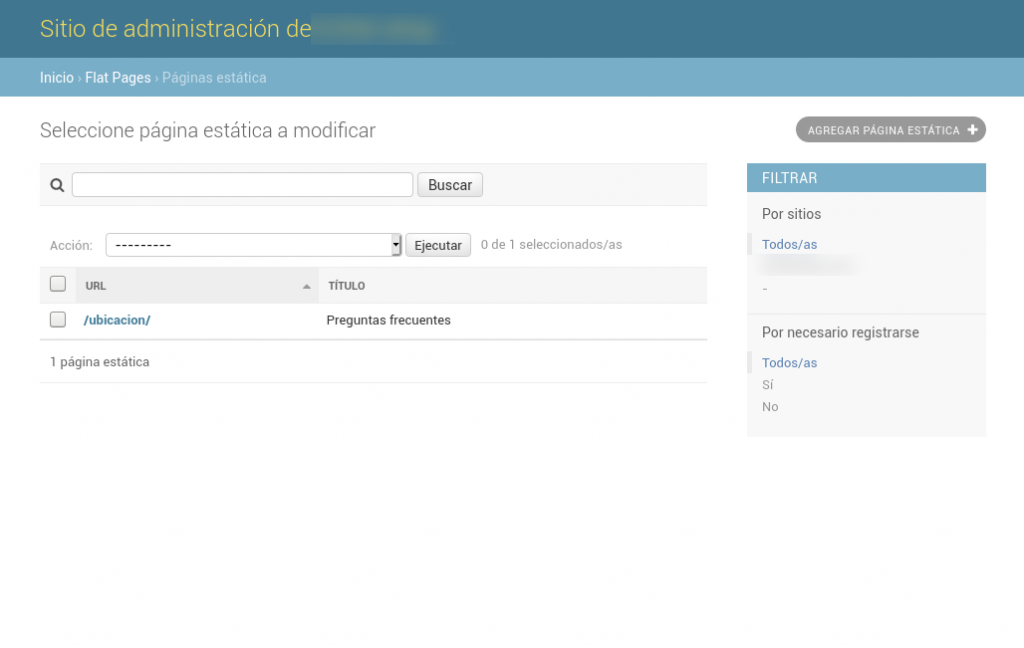 Sitio de administración de
Inicio › Flat Pages › Páginas estática
Seleccione página estática a modificar
AGREGAR PÁGINA ESTÁTICA
Buscar
Acción: --------- Ejecutar 0 de 1 seleccionados/as
URL TÍTULO
/ubicacion/ Preguntas frecuentes
1 página estática
FILTRAR
Por sitios
Todos/as
-
Por necesario registrarse
Todos/as
Sí
No